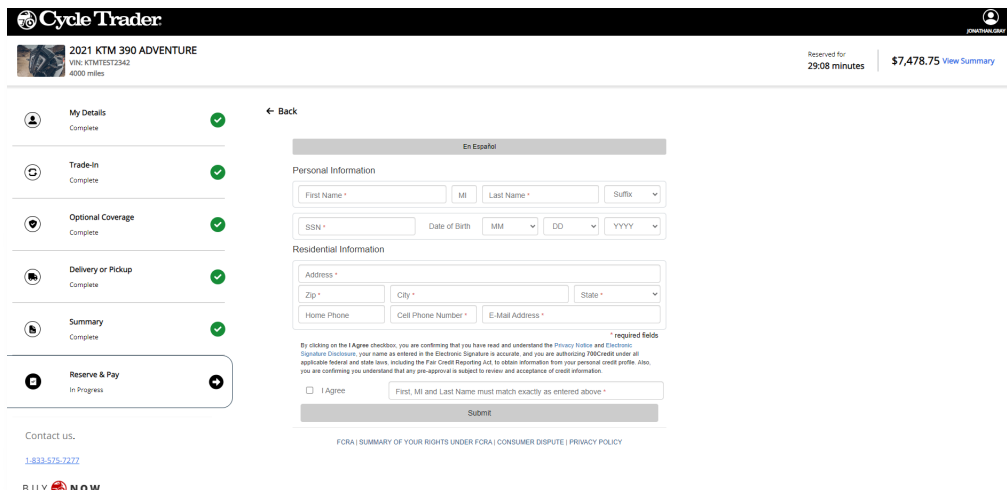 Cycle Trader
JONATHAN.GRAY
2021 KTM 390 ADVENTURE
VIN: KTMTEST2342
4000 miles
Reserved for
29:08 minutes
$7,478.75 View Summary
My Details
Complete
Trade-In
Complete
Optional Coverage
Complete
Delivery or Pickup
Complete
Summary
Complete
Reserve & Pay
In Progress
Contact us.
1-833-575-7277
BUY NOW
← Back
En Español
Personal Information
First Name * MI Last Name * Suffix
SSN * Date of Birth MM DD YYYY
Residential Information
Address *
Zip * City * State *
Home Phone Cell Phone Number * E-Mail Address *
* required fields
By clicking on the I Agree checkbox, you are confirming that you have read and understand the Privacy Notice and Electronic
Signature Disclosure, your name as entered in the Electronic Signature is accurate, and you are authorizing 700Credit under all
applicable federal and state laws, including the Fair Credit Reporting Act, to obtain information from your personal credit profile. Also,
you are confirming you understand that any pre-approval is subject to review and acceptance of credit information.
I Agree First, MI and Last Name must match exactly as entered above *
Submit
FCRA | SUMMARY OF YOUR RIGHTS UNDER FCRA | CONSUMER DISPUTE | PRIVACY POLICY